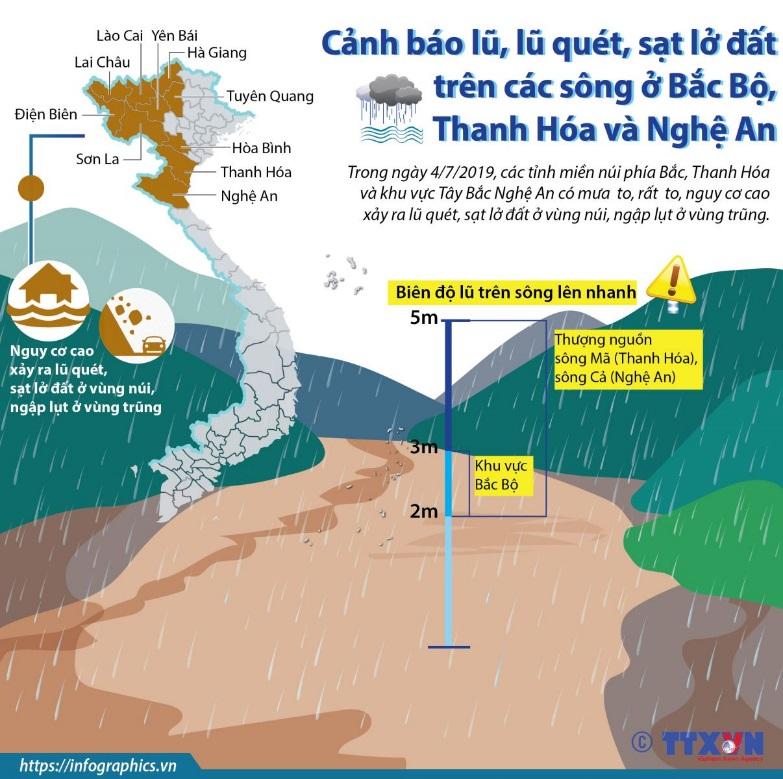 Cảnh báo lũ, lũ quét, sạt lở đất
trên các sông ở Bắc Bộ,
Thanh Hóa và Nghệ An
Trong ngày 4/7/2019, các tỉnh miền núi phía Bắc, Thanh Hóa
và khu vực Tây Bắc Nghệ An có mưa to, rất to, nguy cơ cao
xảy ra lũ quét, sạt lở đất ở vùng núi, ngập lụt ở vùng trũng.
Lào Cai
Yên Bái
Hà Giang
Lai Châu
Tuyên Quang
Điện Biên
Hòa Bình
Sơn La
Thanh Hóa
Nghệ An
Nguy cơ cao
xảy ra lũ quét,
sạt lở đất ở vùng núi,
ngập lụt ở vùng trũng
Biên độ lũ trên sông lên nhanh
5m
Thượng nguồn
sông Mã (Thanh Hóa),
sông Cả (Nghệ An)
3m
Khu vực
Bắc Bộ
2m
https://infographics.vn
© TTXVN
Vietnam News Agency